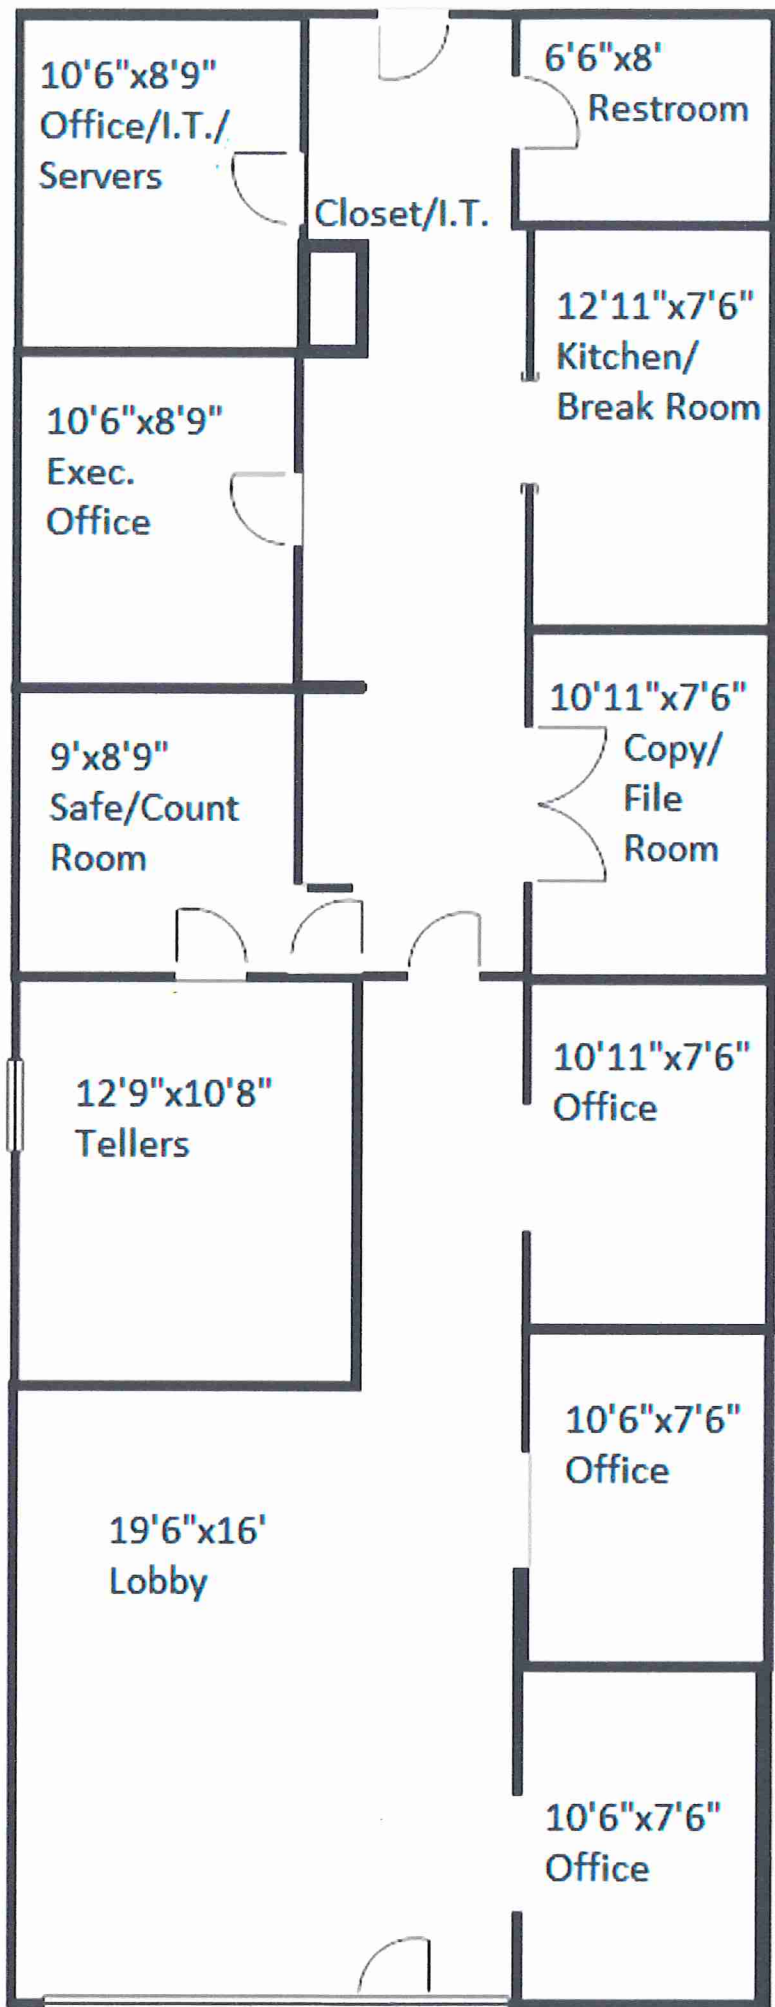 10'6"x8'9"
Office/I.T./
Servers
6'6"x8'
Restroom
Closet/I.T.
12'11"x7'6"
Kitchen/
Break Room
10'6"x8'9"
Exec.
Office
10'11"x7'6"
Copy/
File
Room
9'x8'9"
Safe/Count
Room
10'11"x7'6"
Office
12'9"x10'8"
Tellers
10'6"x7'6"
Office
19'6"x16'
Lobby
10'6"x7'6"
Office